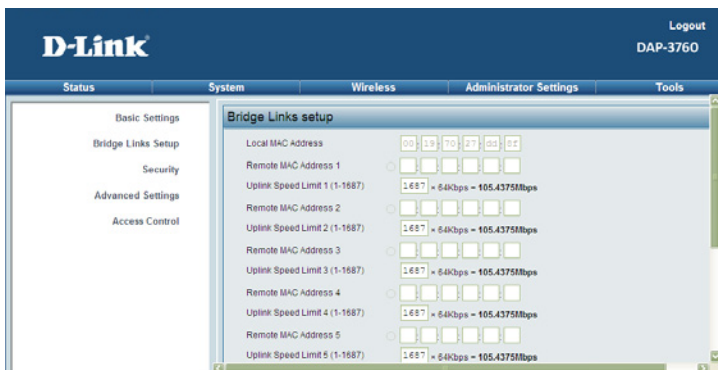 Logout
D-Link
DAP-3760
Status System Wireless Administrator Settings Tools
Basic Settings
Bridge Links Setup
Security
Advanced Settings
Access Control
Bridge Links setup
Local MAC Address 00 : 19 : 70 : 27 : dd : 5f
Remote MAC Address 1 : : : : :
Uplink Speed Limit 1 (1-1687) 1687 × 64Kbps = 105.4375Mbps
Remote MAC Address 2 : : : : :
Uplink Speed Limit 2 (1-1687) 1687 × 64Kbps = 105.4375Mbps
Remote MAC Address 3 : : : : :
Uplink Speed Limit 3 (1-1687) 1687 × 64Kbps = 105.4375Mbps
Remote MAC Address 4 : : : : :
Uplink Speed Limit 4 (1-1687) 1687 × 64Kbps = 105.4375Mbps
Remote MAC Address 5 : : : : :
Uplink Speed Limit 5 (1-1687) 1687 × 64Kbps = 105.4375Mbps